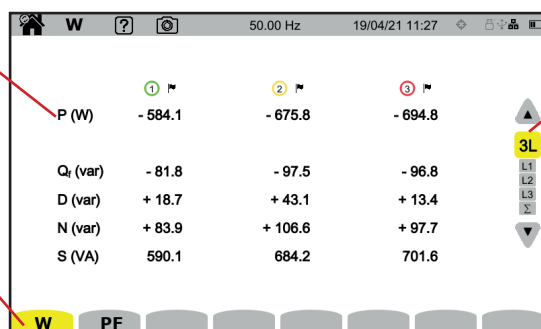 W ? 50.00 Hz 19/04/21 11:27
1 2 3
P (W) - 584.1 - 675.8 - 694.8
3L
Qf (var) - 81.8 - 97.5 - 96.8
L1
L2
D (var) + 18.7 + 43.1 + 13.4
L3
Σ
N (var) + 83.9 + 106.6 + 97.7
S (VA) 590.1 684.2 701.6
W PF